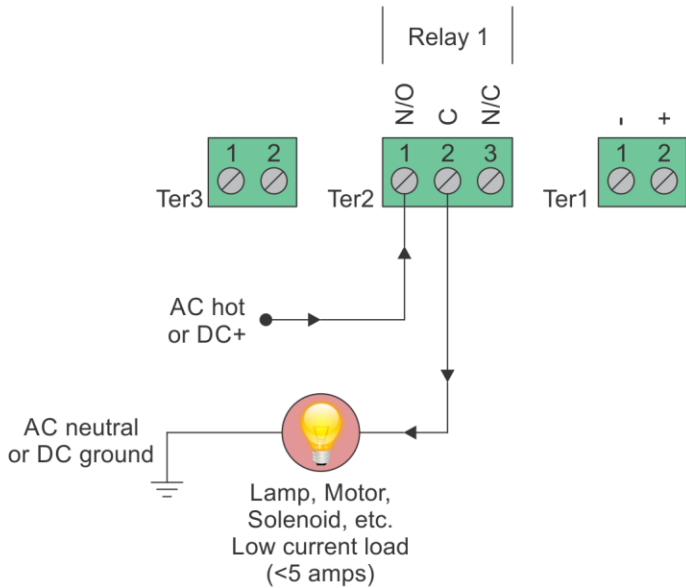 Relay 1
N/O
C
N/C
-
+
1 2
1 2 3
1 2
Ter3
Ter2
Ter1
AC hot
or DC+
AC neutral
or DC ground
Lamp, Motor,
Solenoid, etc.
Low current load
(<5 amps)